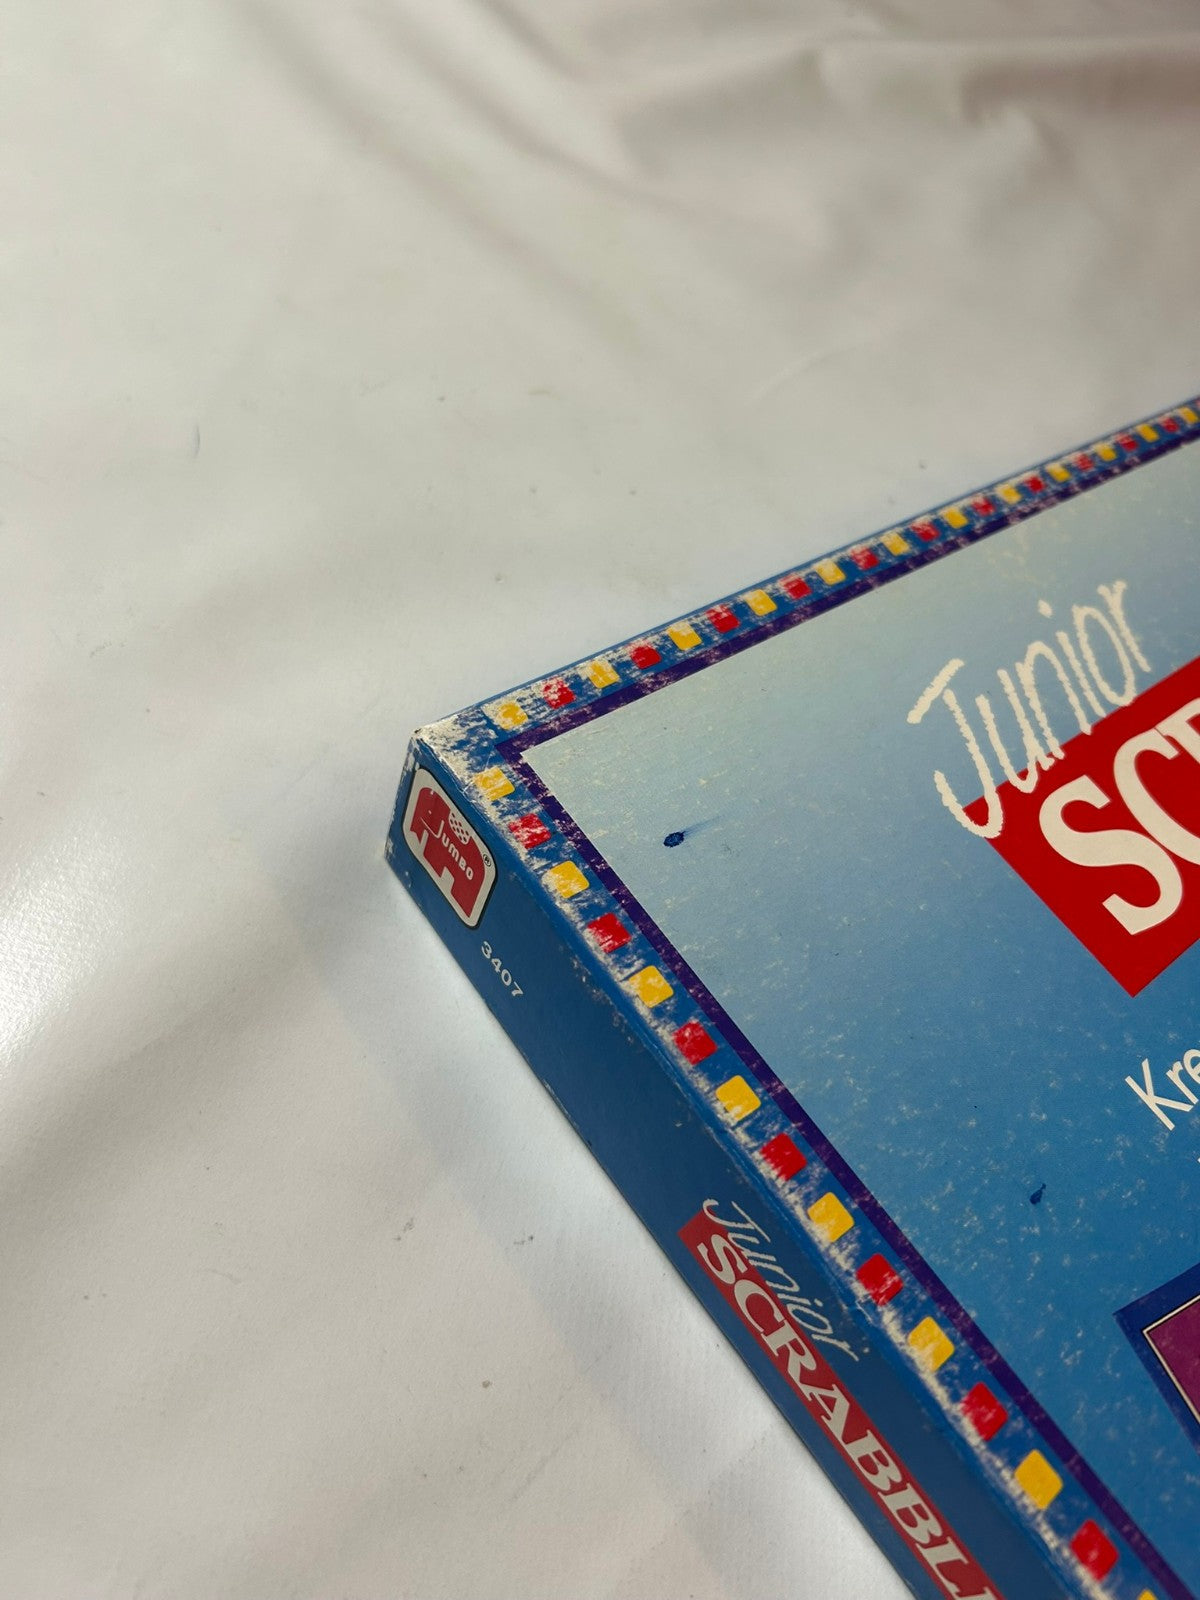 Junior
SC
Kre
JUMBO ®
3407
Junior
SCRABBL